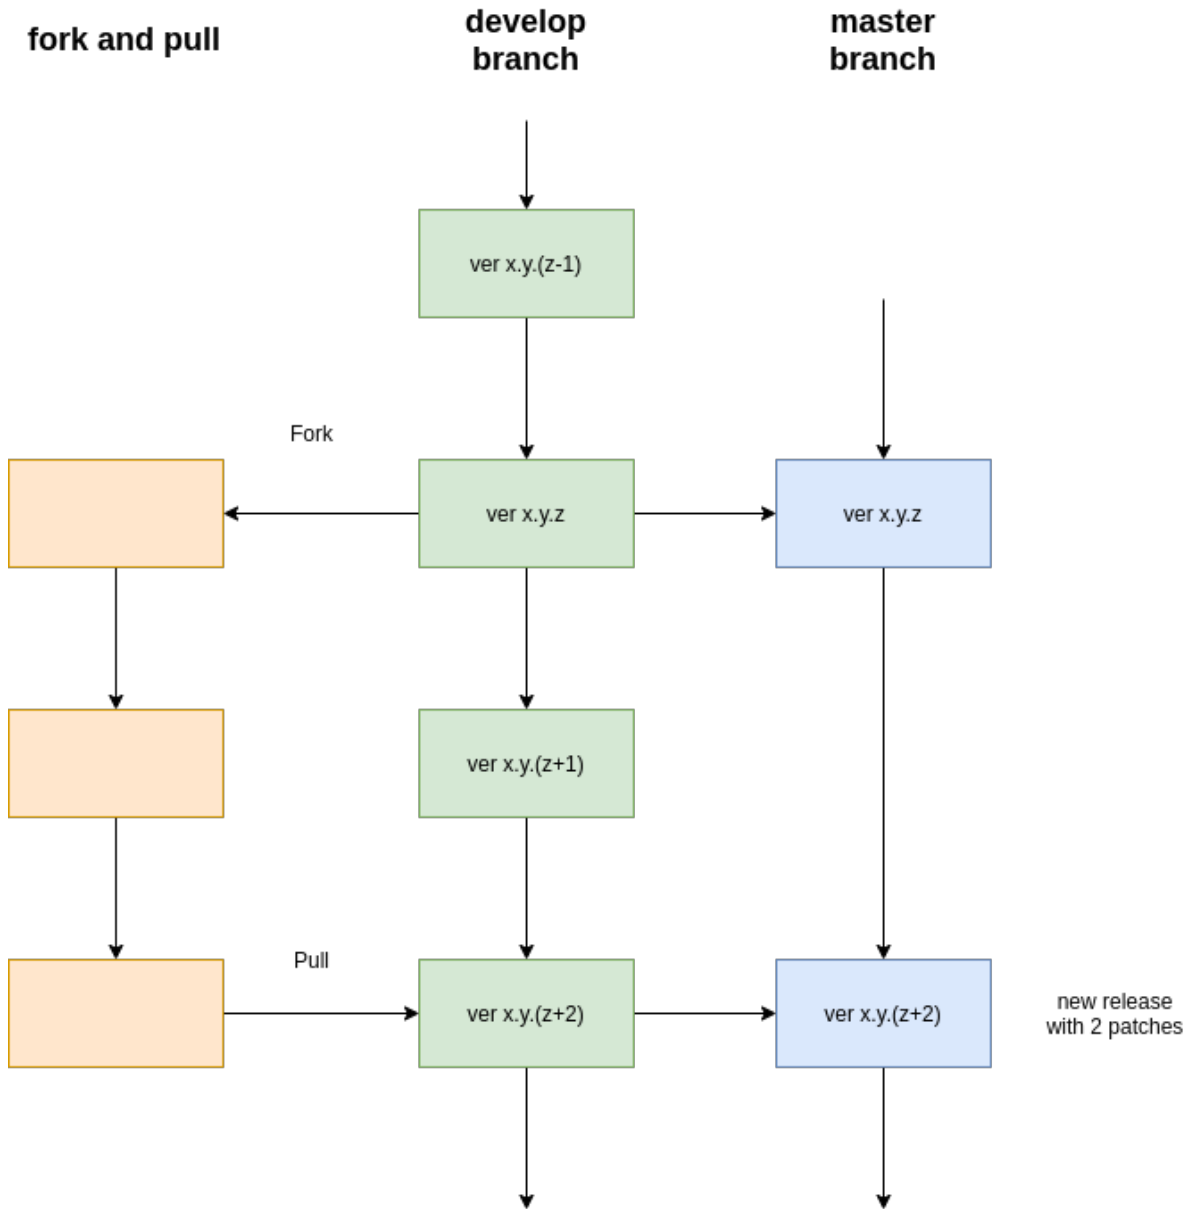 fork and pull
develop
branch
master
branch
ver x.y.(z-1)
Fork
ver x.y.z
ver x.y.z
ver x.y.(z+1)
Pull
ver x.y.(z+2)
ver x.y.(z+2)
new release
with 2 patches